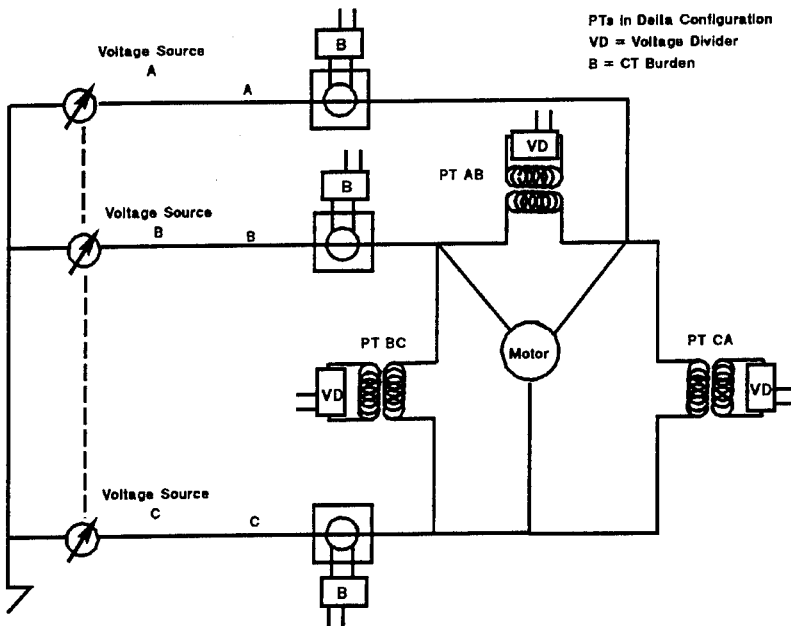 PTs in Delta Configuration
VD = Voltage Divider
B = CT Burden
Voltage Source
A
A
B
VD
PT AB
B
Voltage Source
B
B
PT BC
Motor
PT CA
VD
VD
Voltage Source
C
C
B